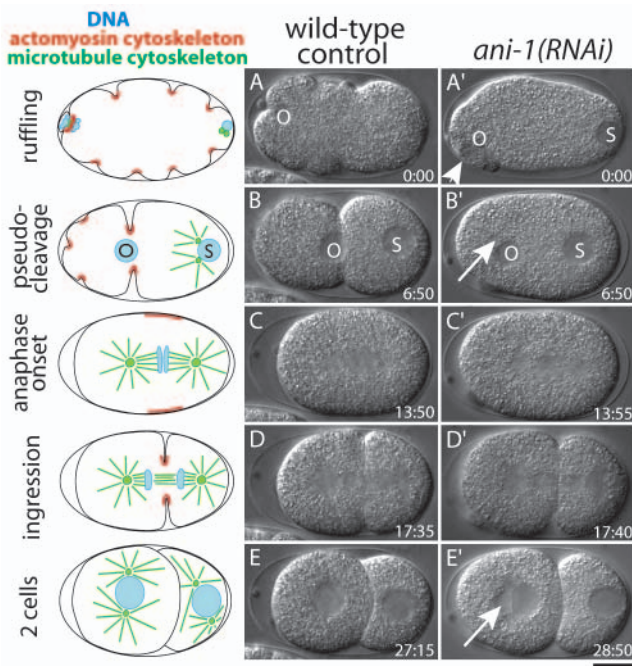 DNA
actomyosin cytoskeleton
microtubule cytoskeleton
wild-type
control
ani-1(RNAi)
ruffling
A
O
0:00
A'
O
S
0:00
pseudo-
cleavage
O
S
B
O
S
6:50
B'
O
S
6:50
anaphase
onset
C
13:50
C'
13:55
ingression
D
17:35
D'
17:40
2 cells
E
27:15
E'
28:50